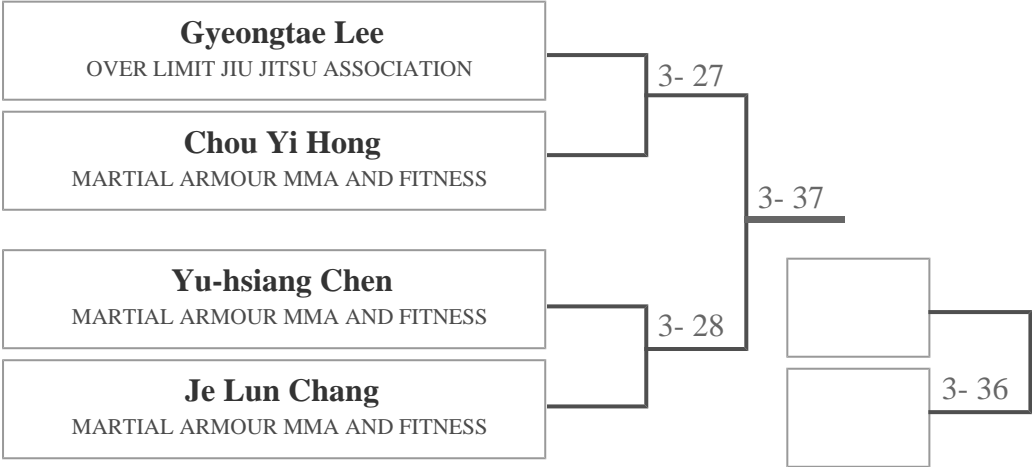 Gyeongtae Lee
OVER LIMIT JIU JITSU ASSOCIATION
3- 27
Chou Yi Hong
MARTIAL ARMOUR MMA AND FITNESS
3- 37
Yu-hsiang Chen
MARTIAL ARMOUR MMA AND FITNESS
3- 28
Je Lun Chang
MARTIAL ARMOUR MMA AND FITNESS
3- 36